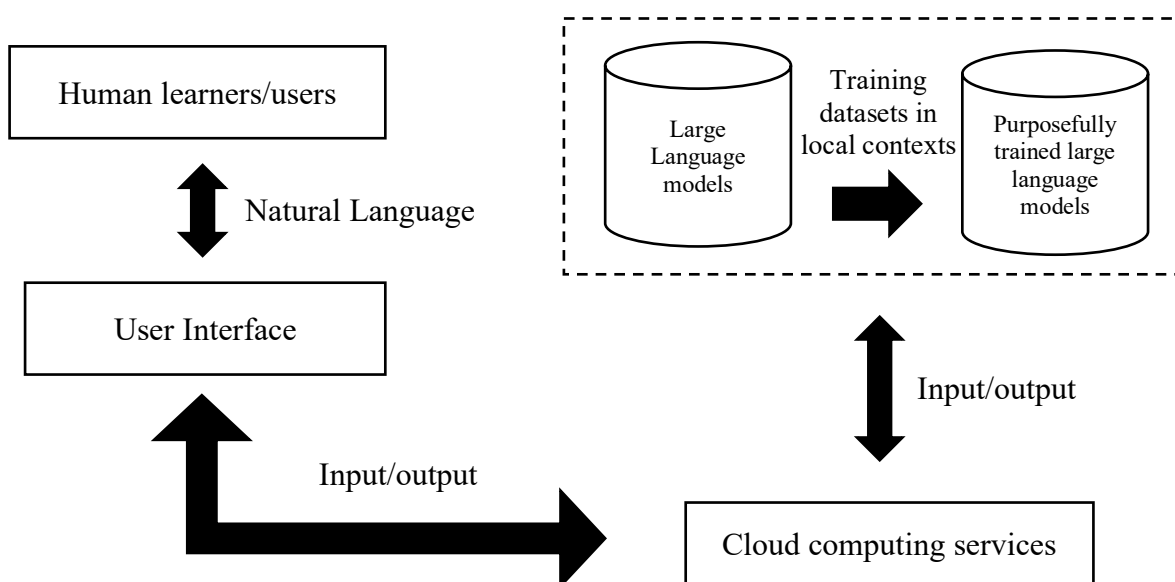 Human learners/users
Natural Language
User Interface
Input/output
Large
Language
models
Training
datasets in
local contexts
Purposefully
trained large
language
models
Input/output
Cloud computing services